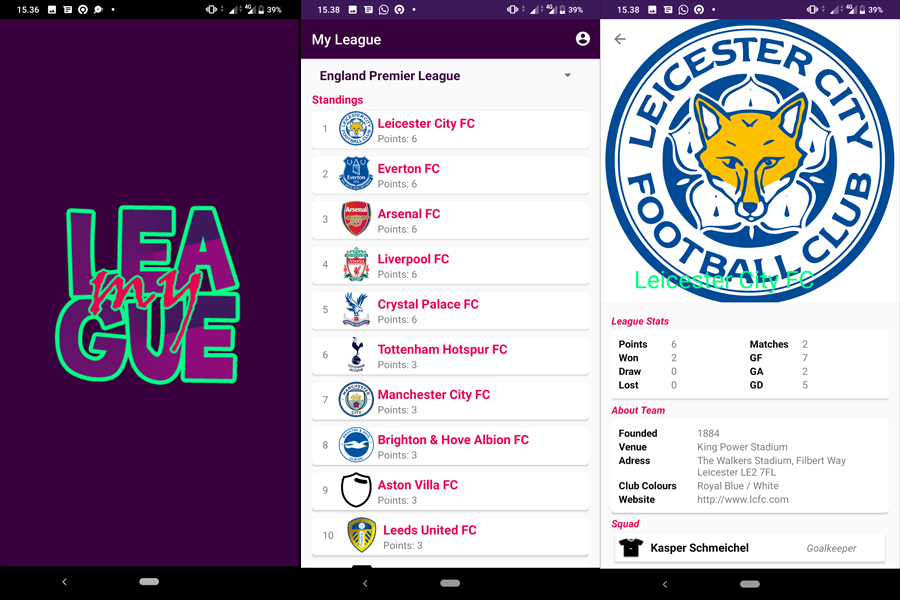 15.36
4G
39%
LEA
my
GUE
15.38
4G
39%
My League
England Premier League
Standings
1
Leicester City FC
Points: 6
2
Everton FC
Points: 6
3
Arsenal FC
Points: 6
4
Liverpool FC
Points: 6
5
Crystal Palace FC
Points: 6
6
Tottenham Hotspur FC
Points: 3
7
Manchester City FC
Points: 3
8
Brighton & Hove Albion FC
Points: 3
9
Aston Villa FC
Points: 3
10
Leeds United FC
Points: 3
Everton
Arsenal
15.38
4G
39%
LEICESTER CITY
FOOTBALL CLUB
Leicester City FC
League Stats
Points 6 Matches 2
Won 2 GF 7
Draw 0 GA 2
Lost 0 GD 5
About Team
Founded 1884
Venue King Power Stadium
Adress The Walkers Stadium, Filbert Way
Leicester LE2 7FL
Club Colours Royal Blue / White
Website http://www.lcfc.com
Squad
Kasper Schmeichel Goalkeeper